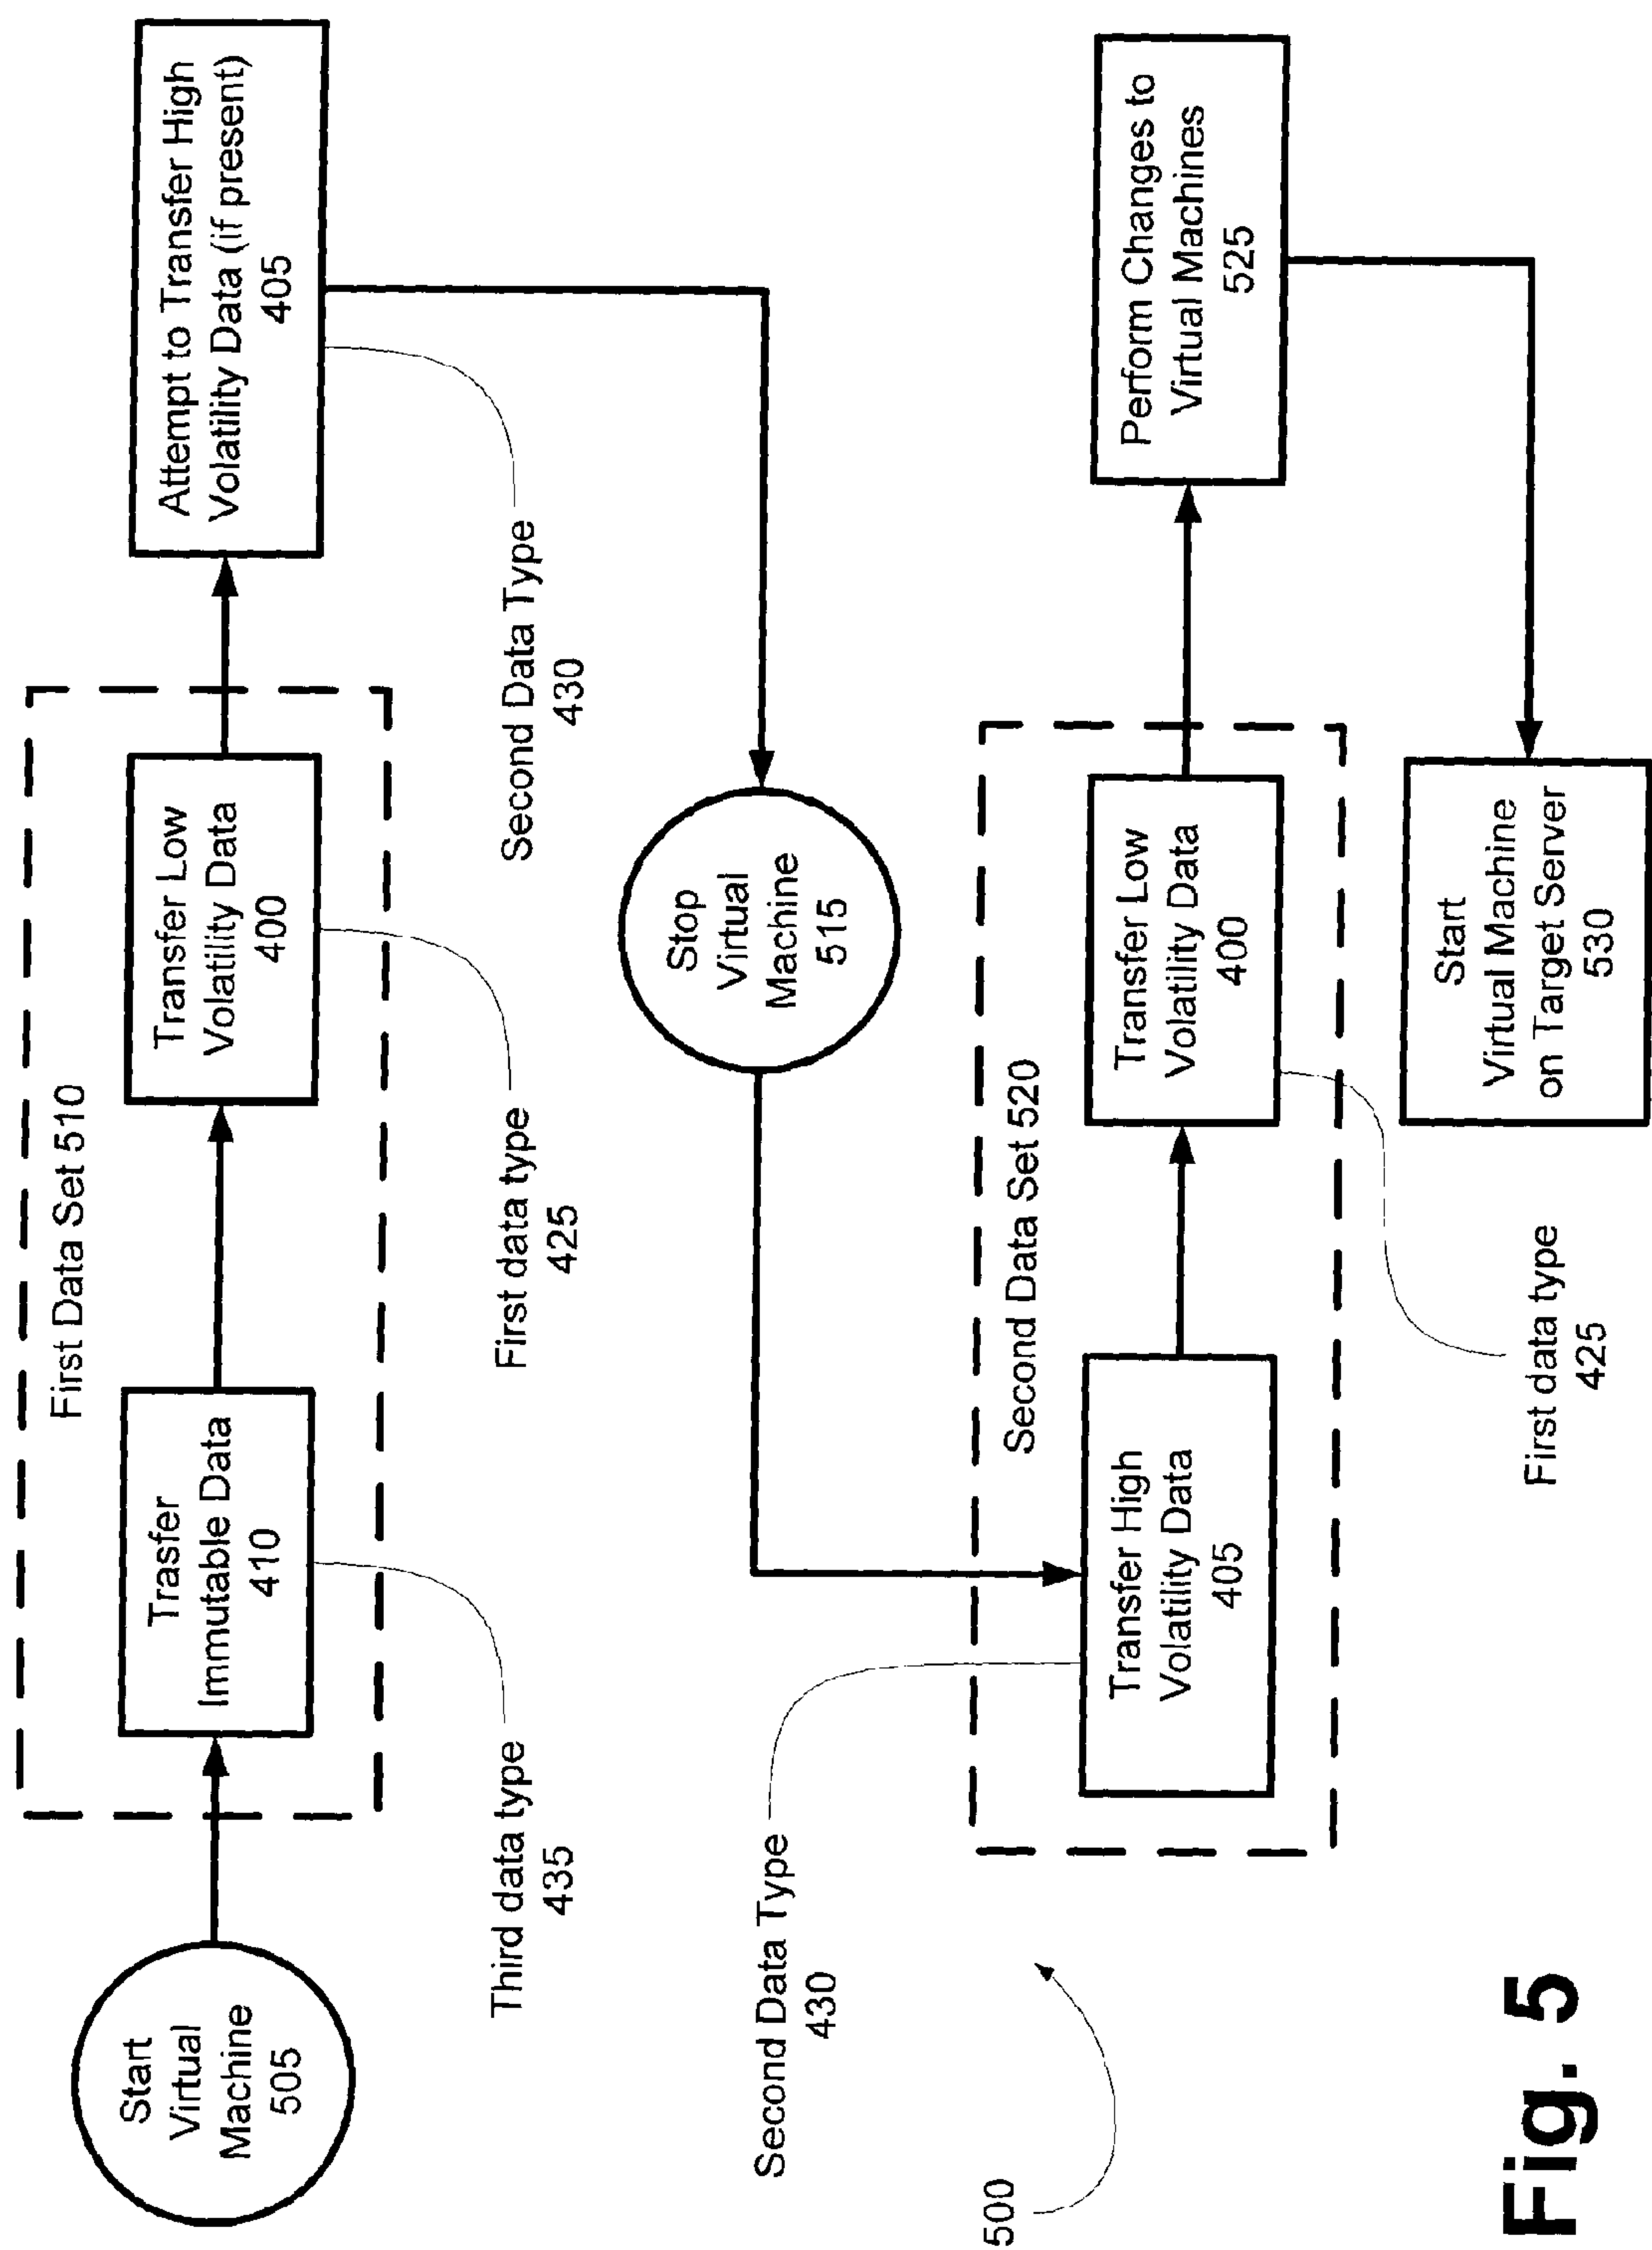 First Data Set 510
Start
Virtual
Machine
505
Trasfer
Immutable Data
410
Transfer Low
Volatility Data
400
Attempt to Transfer High
Volatility Data (if present)
405
Third data type
435
First data type
425
Second Data Type
430
Stop
Virtual
Machine
515
Second Data Type
430
Second Data Set 520
Transfer High
Volatility Data
405
Transfer Low
Volatility Data
400
Perform Changes to
Virtual Machines
525
500
First data type
425
Start
Virtual Machine
on Target Server
530
Fig. 5